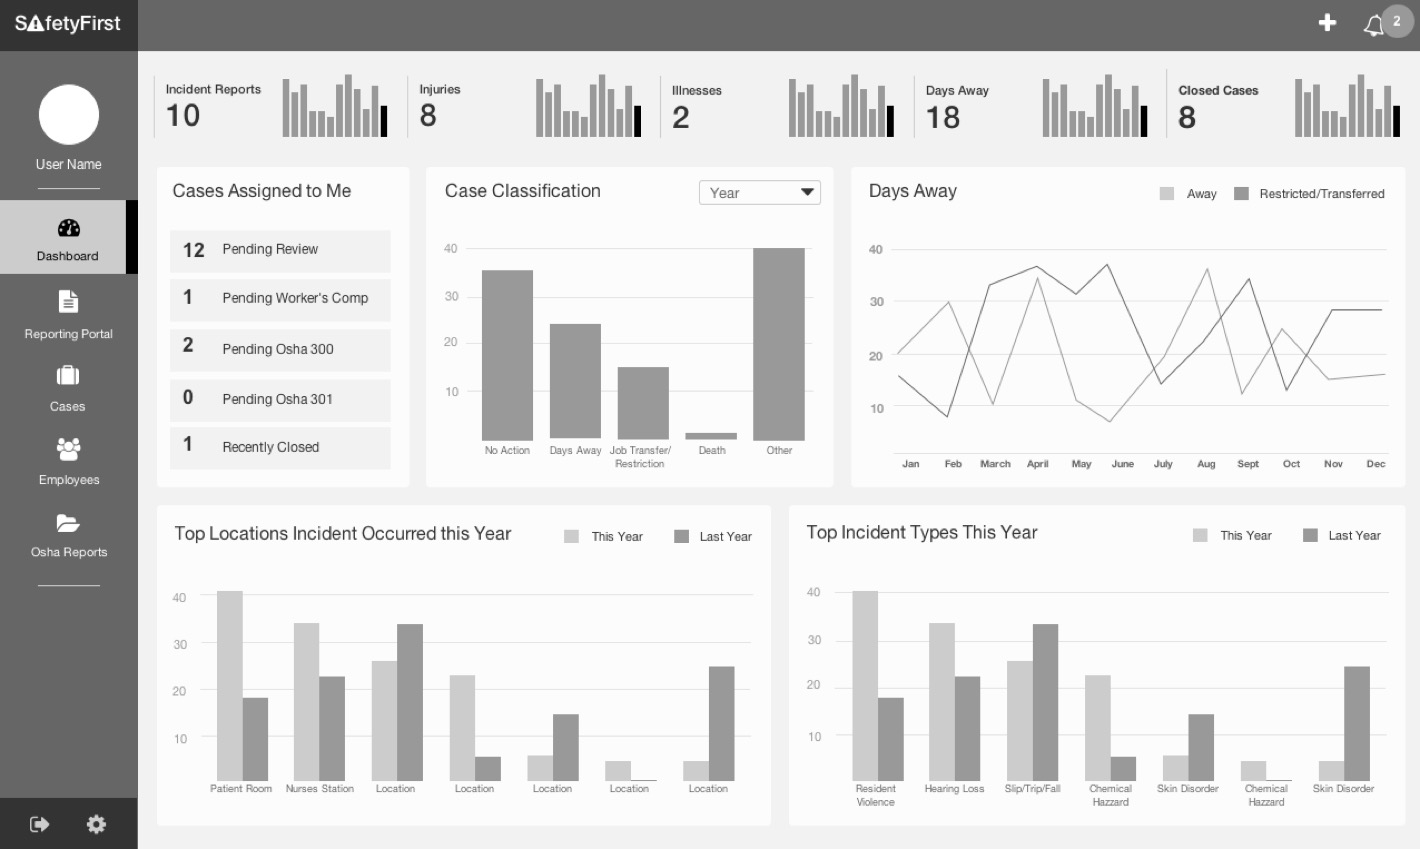 SafetyFirst
2
User Name
Dashboard
Reporting Portal
Cases
Employees
Osha Reports
Incident Reports
10
Injuries
8
Illnesses
2
Days Away
18
Closed Cases
8
Cases Assigned to Me
12 Pending Review
1 Pending Worker's Comp
2 Pending Osha 300
0 Pending Osha 301
1 Recently Closed
Case Classification
Year
40
30
20
10
No Action Days Away Job Transfer/ Death Other
Restriction
Days Away
Away Restricted/Transferred
40
30
20
10
Jan Feb March April May June July Aug Sept Oct Nov Dec
Top Locations Incident Occurred this Year
This Year Last Year
40
30
20
10
Patient Room Nurses Station Location Location Location Location Location
Top Incident Types This Year
This Year Last Year
40
30
20
10
Resident Hearing Loss Slip/Trip/Fall Chemical Skin Disorder Chemical Skin Disorder
Violence Hazzard Hazzard